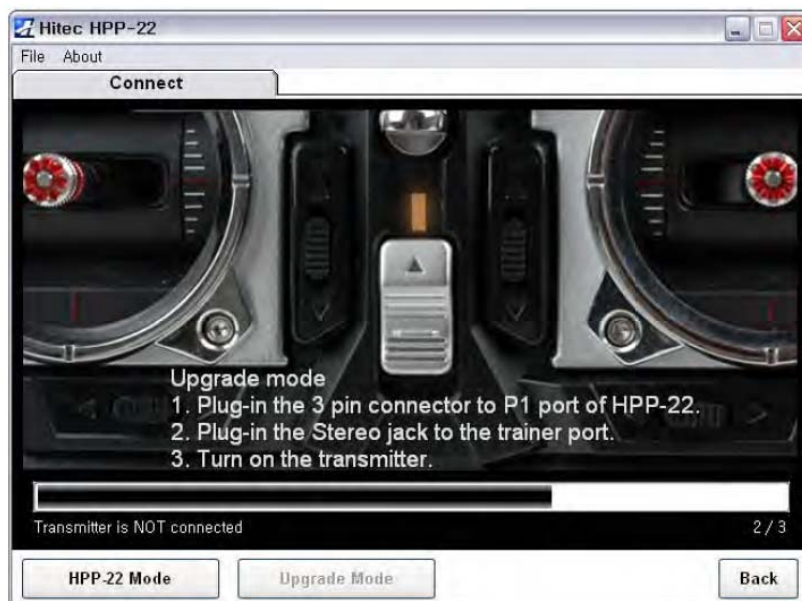 Hitec HPP-22
File About
Connect
Upgrade mode
1. Plug-in the 3 pin connector to P1 port of HPP-22.
2. Plug-in the Stereo jack to the trainer port.
3. Turn on the transmitter.
Transmitter is NOT connected 2 / 3
HPP-22 Mode Upgrade Mode Back